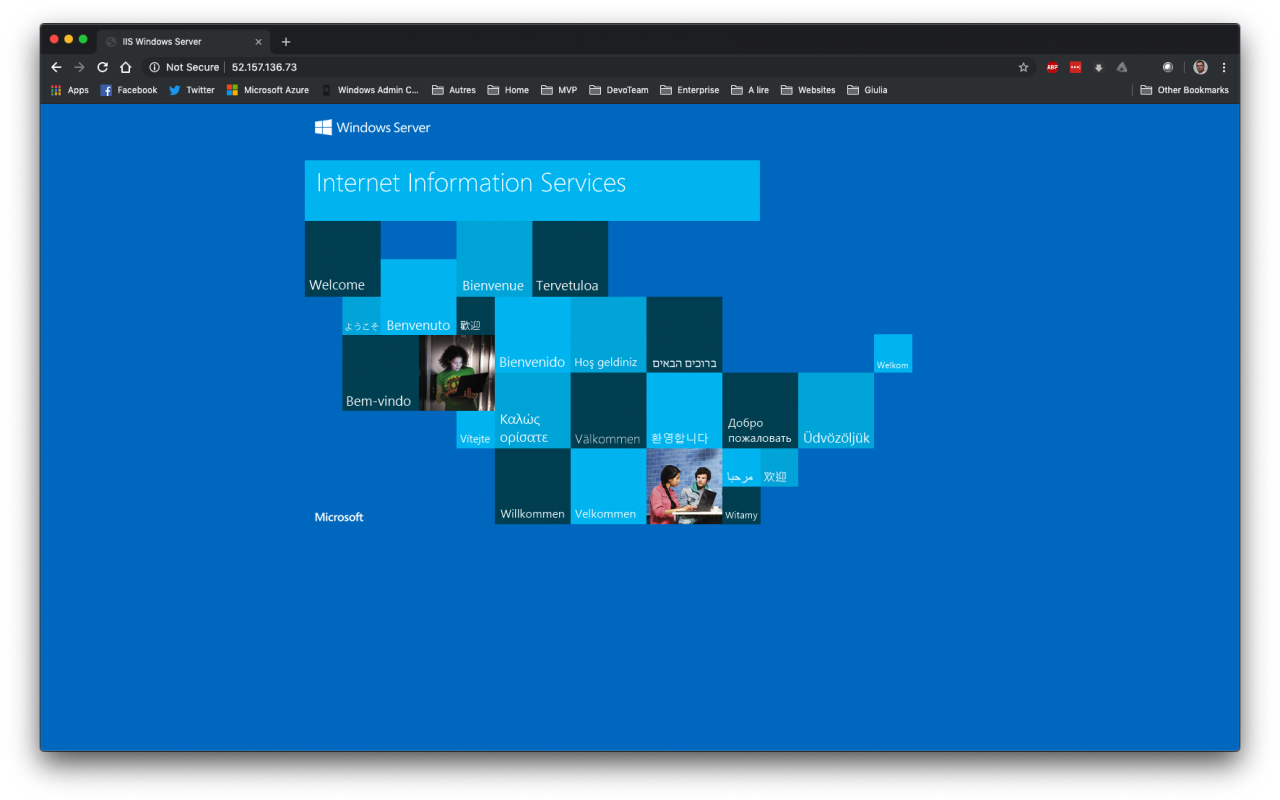 IIS Windows Server
Not Secure
52.157.136.73
ABP
Apps
Facebook
Twitter
Microsoft Azure
Windows Admin C...
Autres
Home
MVP
DevoTeam
Enterprise
A lire
Websites
Giulia
Other Bookmarks
Windows Server
Internet Information Services
Welcome
Bienvenue
Tervetuloa
ようこそ
Benvenuto
歡迎
Bienvenido
Hoş geldiniz
ברוכים הבאים
Welkom
Bem-vindo
Vítejte
Καλώς
ορίσατε
Välkommen
환영합니다
Добро
пожаловать
Üdvözöljük
مرحبا
欢迎
Willkommen
Velkommen
Witamy
Microsoft